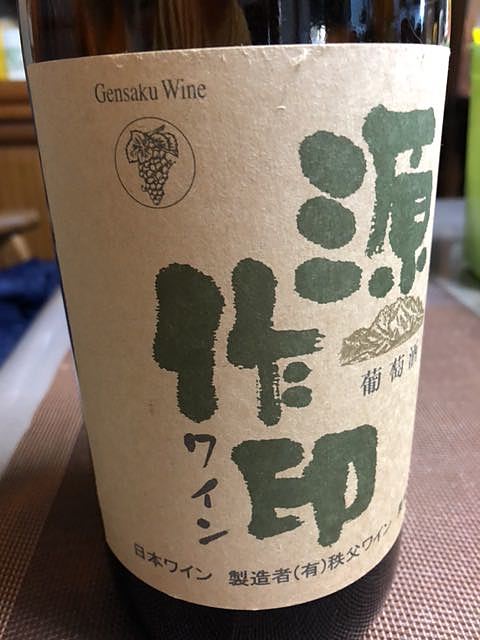 Gensaku Wine
源
作
印
葡萄酒
ワイン
日本ワイン 製造者(有)秩父ワイン